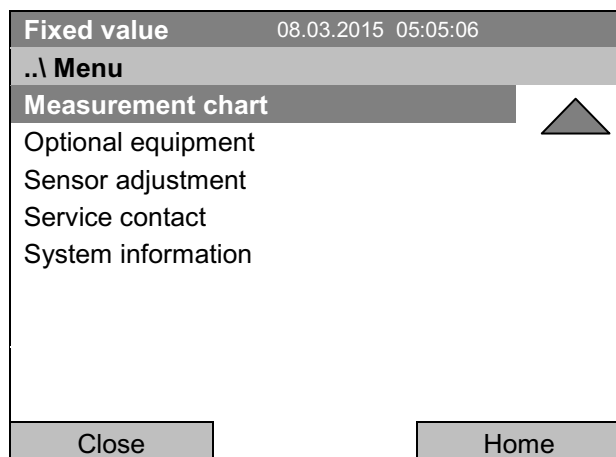 Fixed value 08.03.2015 05:05:06
..\ Menu
Measurement chart
Optional equipment
Sensor adjustment
Service contact
System information
Close Home